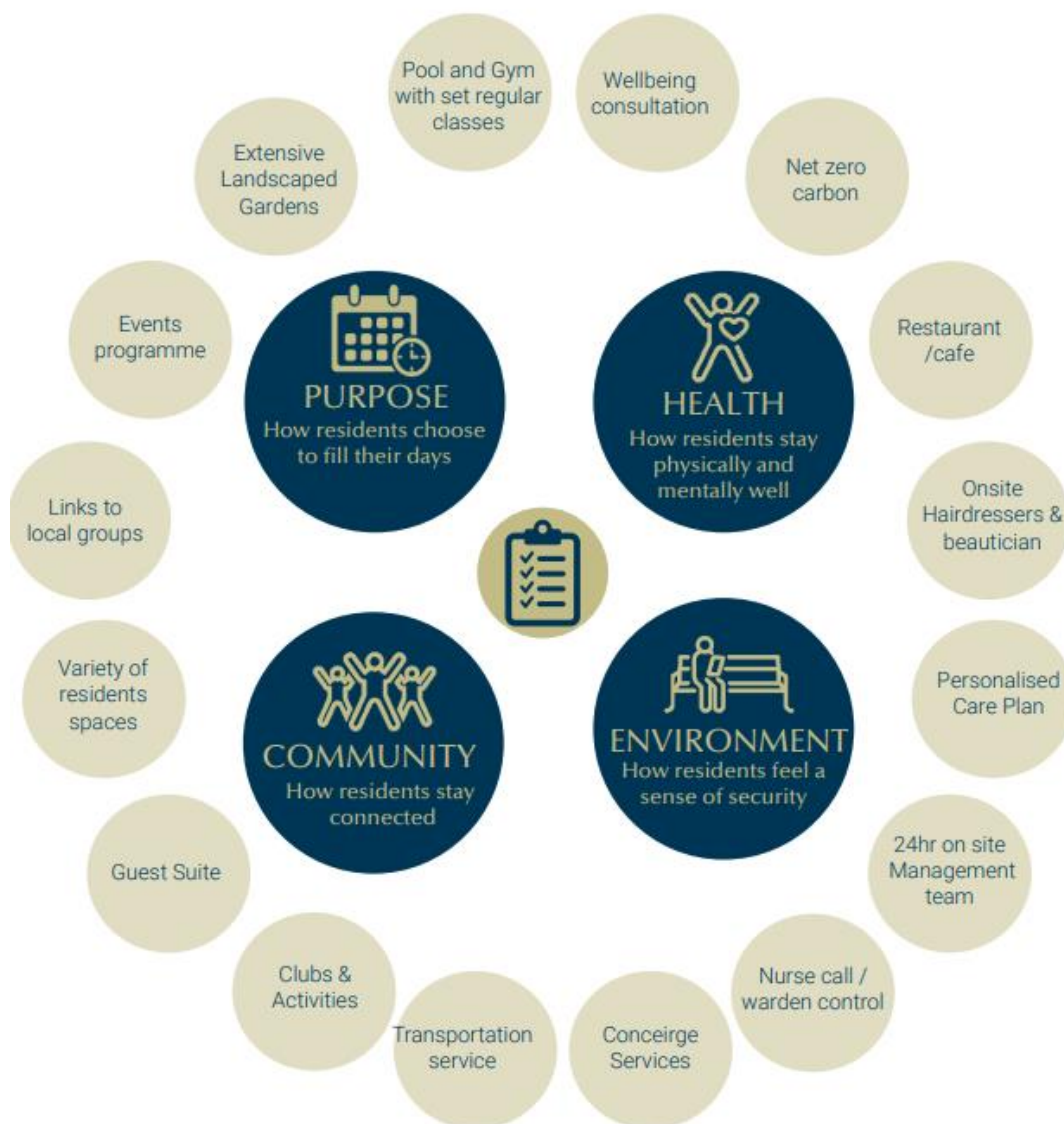 Pool and Gym
with set regular
classes
Wellbeing
consultation
Extensive
Landscaped
Gardens
Net zero
carbon
Events
programme
Restaurant
/cafe
PURPOSE
How residents choose
to fill their days
HEALTH
How residents stay
physically and
mentally well
Links to
local groups
Onsite
Hairdressers &
beautician
Variety of
residents
spaces
Personalised
Care Plan
COMMUNITY
How residents stay
connected
ENVIRONMENT
How residents feel a
sense of security
Guest Suite
24hr on site
Management
team
Clubs &
Activities
Nurse call /
warden control
Transportation
service
Conceirge
Services